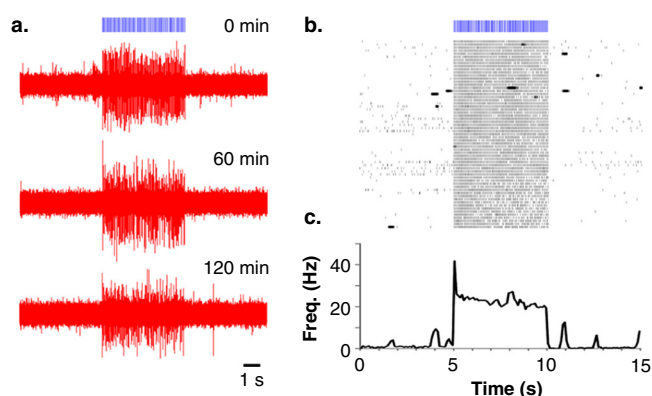 a.
0 min
60 min
120 min
1 s
b.
c.
Freq. (Hz)
40
20
0
0 5 10 15
Time (s)